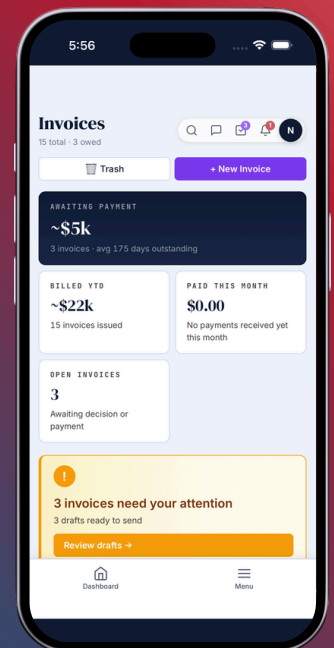 5:56
Invoices
15 total · 3 owed
3
1
N
Trash
+ New Invoice
AWAITING PAYMENT
~$5k
3 invoices · avg 175 days outstanding
BILLED YTD
~$22k
15 invoices issued
PAID THIS MONTH
$0.00
No payments received yet
this month
OPEN INVOICES
3
Awaiting decision or
payment
!
3 invoices need your attention
3 drafts ready to send
Review drafts →
Dashboard
Menu